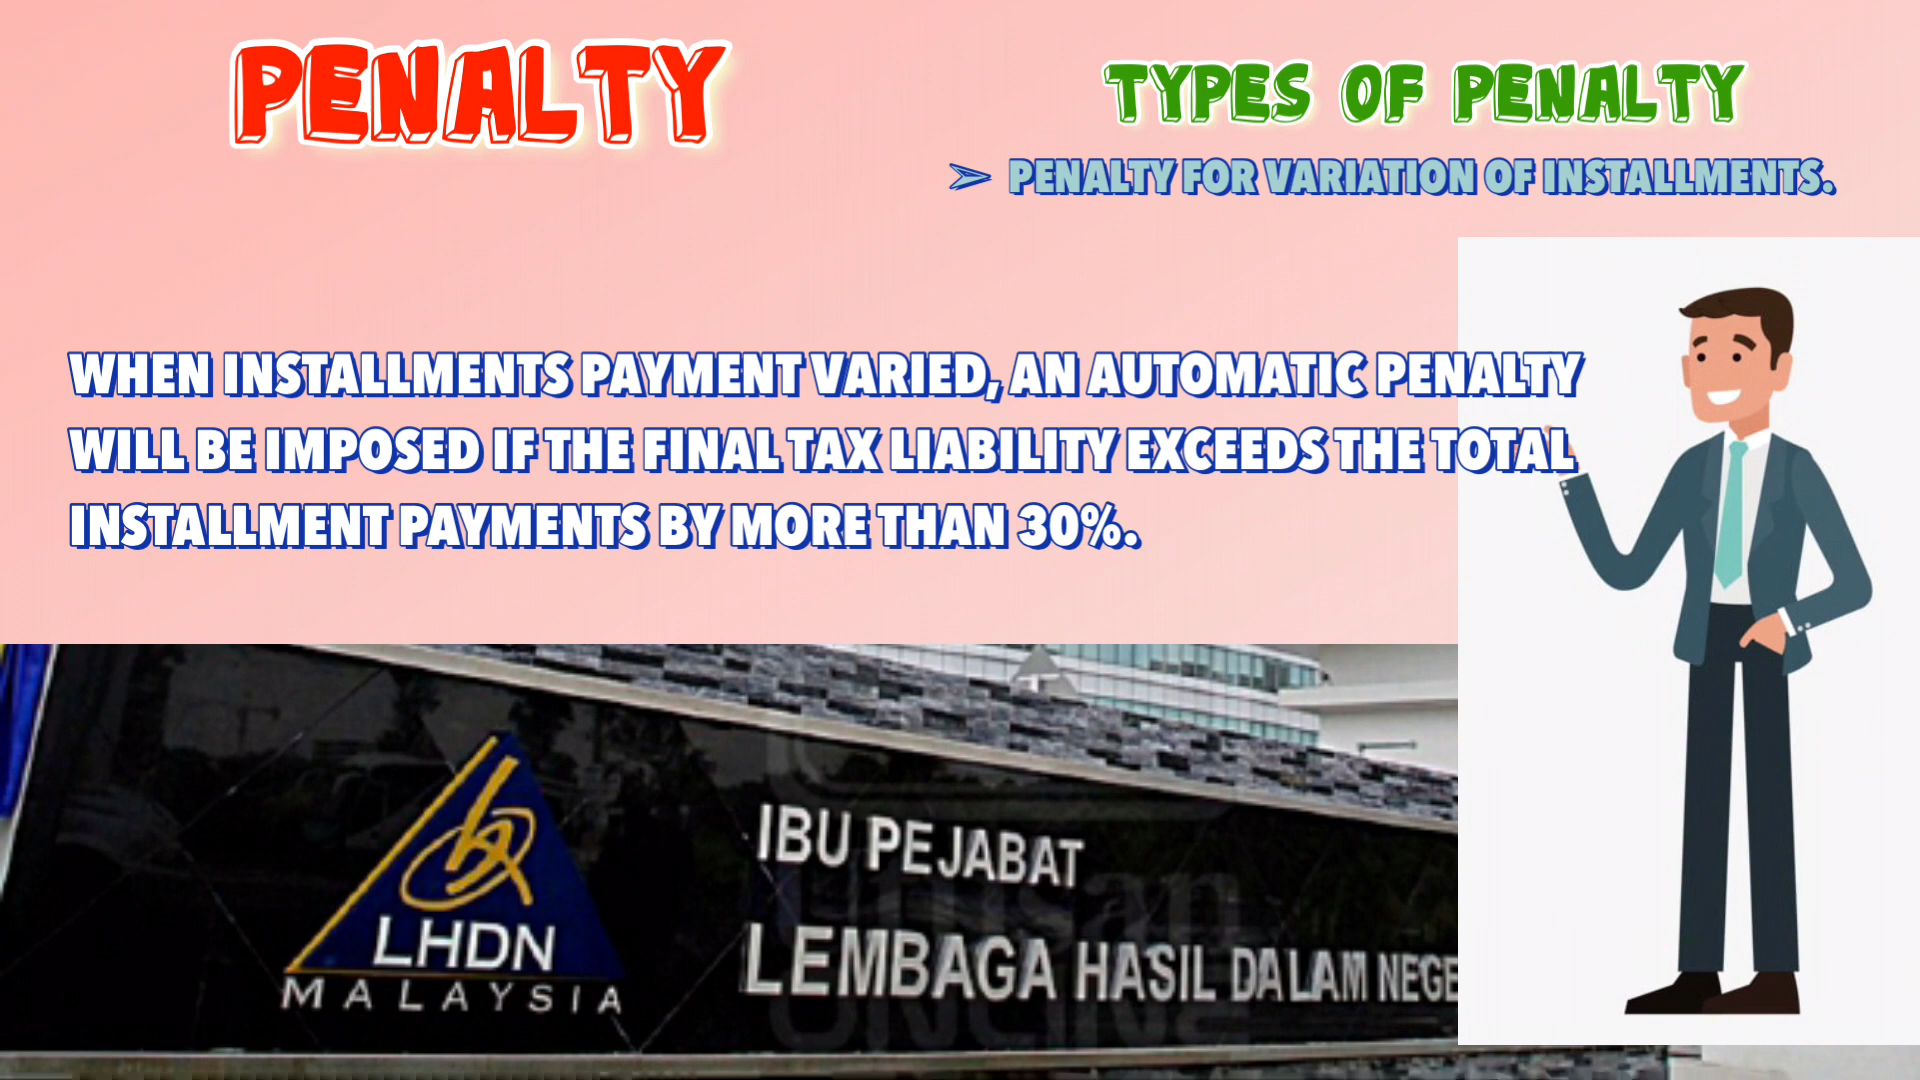 PENALTY
TYPES OF PENALTY
➢ PENALTY FOR VARIATION OF INSTALLMENTS.
WHEN INSTALLMENTS PAYMENT VARIED, AN AUTOMATIC PENALTY
WILL BE IMPOSED IF THE FINAL TAX LIABILITY EXCEEDS THE TOTAL
INSTALLMENT PAYMENTS BY MORE THAN 30%.
LHDN
MALAYSIA
IBU PEJABAT
LEMBAGA HASIL DALAM NEGE